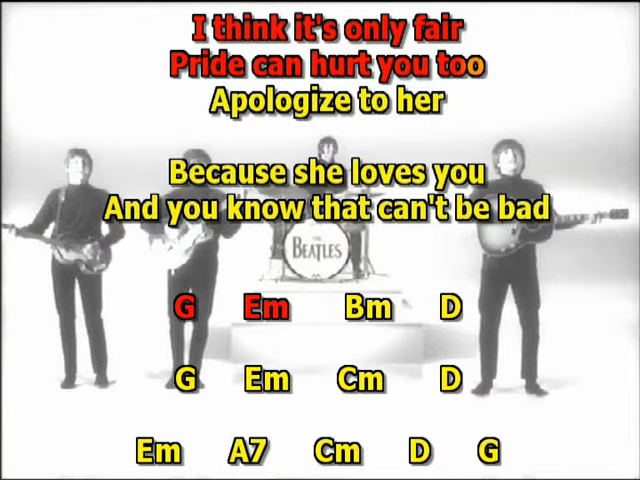 I think it's only fair
Pride can hurt you too
Apologize to her
Because she loves you
And you know that can't be bad
THE
BEATLES
G Em Bm D
G Em Cm D
Em A7 Cm D G